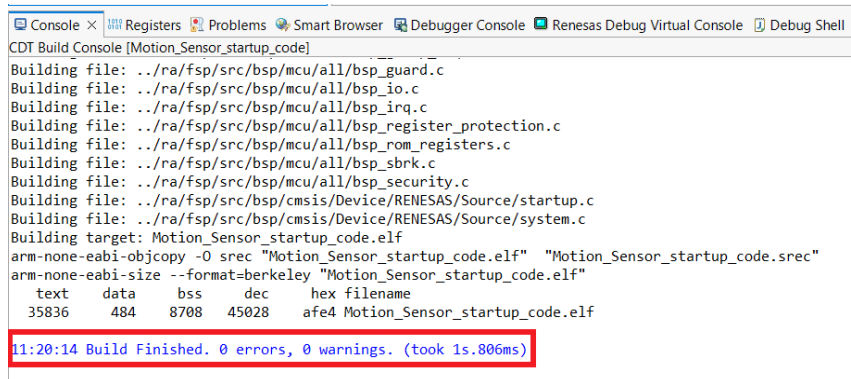 Console Registers Problems Smart Browser Debugger Console Renesas Debug Virtual Console Debug Shell
CDT Build Console [Motion_Sensor_startup_code]
Building file: ../ra/fsp/src/bsp/mcu/all/bsp_guard.c
Building file: ../ra/fsp/src/bsp/mcu/all/bsp_io.c
Building file: ../ra/fsp/src/bsp/mcu/all/bsp_irq.c
Building file: ../ra/fsp/src/bsp/mcu/all/bsp_register_protection.c
Building file: ../ra/fsp/src/bsp/mcu/all/bsp_rom_registers.c
Building file: ../ra/fsp/src/bsp/mcu/all/bsp_sbrk.c
Building file: ../ra/fsp/src/bsp/mcu/all/bsp_security.c
Building file: ../ra/fsp/src/bsp/cmsis/Device/RENESAS/Source/startup.c
Building file: ../ra/fsp/src/bsp/cmsis/Device/RENESAS/Source/system.c
Building target: Motion_Sensor_startup_code.elf
arm-none-eabi-objcopy -O srec "Motion_Sensor_startup_code.elf"  "Motion_Sensor_startup_code.srec"
arm-none-eabi-size --format=berkeley "Motion_Sensor_startup_code.elf"
   text    data     bss     dec     hex filename
  35836     484    8708   45028    afe4 Motion_Sensor_startup_code.elf
11:20:14 Build Finished. 0 errors, 0 warnings. (took 1s.806ms)